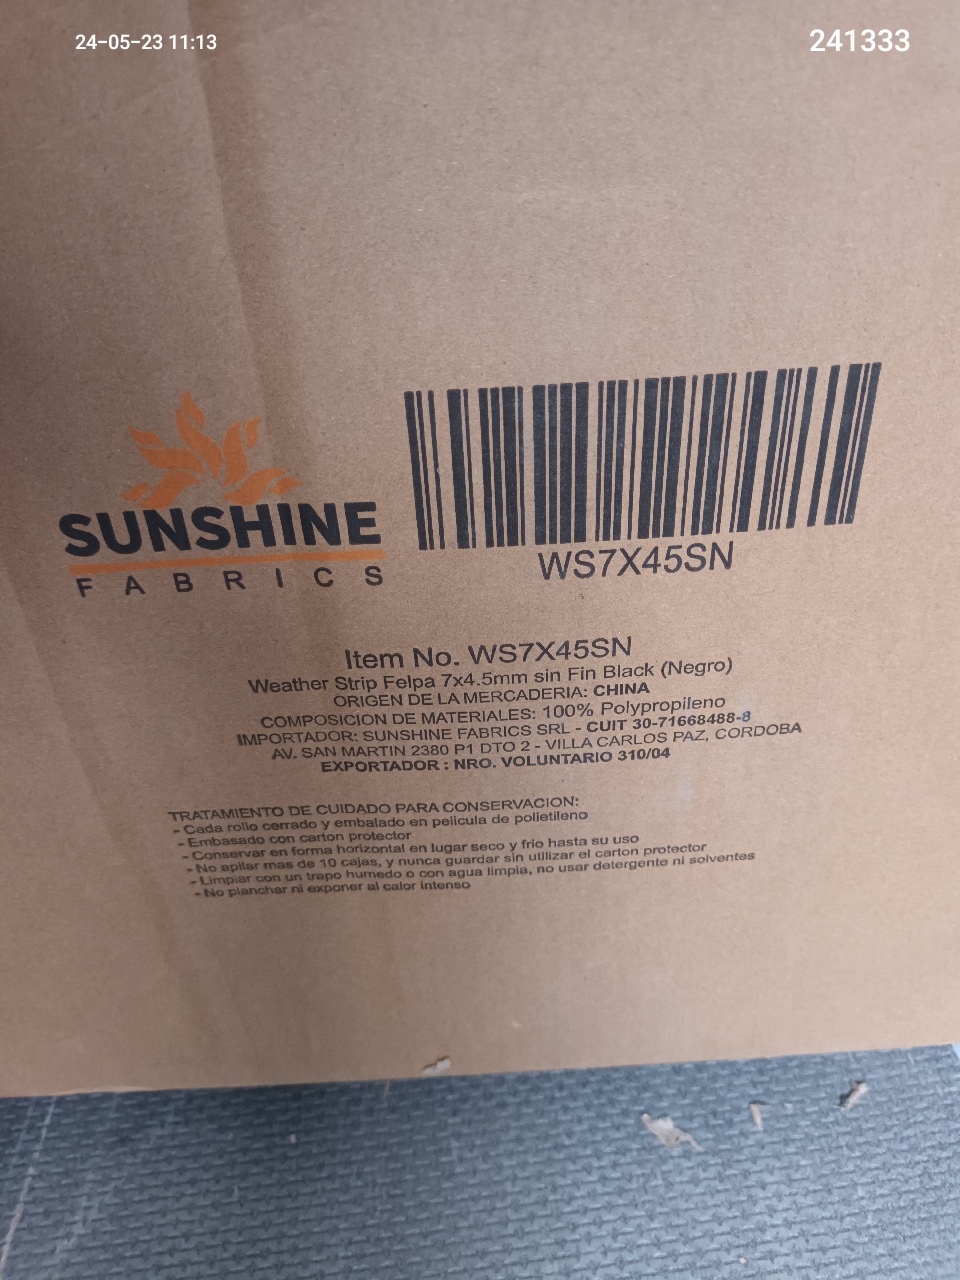 24-05-23 11:13
241333
SUNSHINE
FABRICS
WS7X45SN
Item No. WS7X45SN
Weather Strip Felpa 7x4.5mm sin Fin Black (Negro)
ORIGEN DE LA MERCADERIA: CHINA
COMPOSICION DE MATERIALES: 100% Polypropileno
IMPORTADOR: SUNSHINE FABRICS SRL - CUIT 30-71668488-8
AV. SAN MARTIN 2380 P1 DTO 2 - VILLA CARLOS PAZ, CORDOBA
EXPORTADOR : NRO. VOLUNTARIO 310/04
TRATAMIENTO DE CUIDADO PARA CONSERVACION:
- Cada rollo cerrado y embalado en pelicula de polietileno
- Embasado con carton protector
- Conservar en forma horizontal en lugar seco y frio hasta su uso
- No apilar mas de 10 cajas, y nunca guardar sin utilizar el carton protector
- Limpiar con un trapo humedo o con agua limpia, no usar detergente ni solventes
- No planchar ni exponer al calor intenso